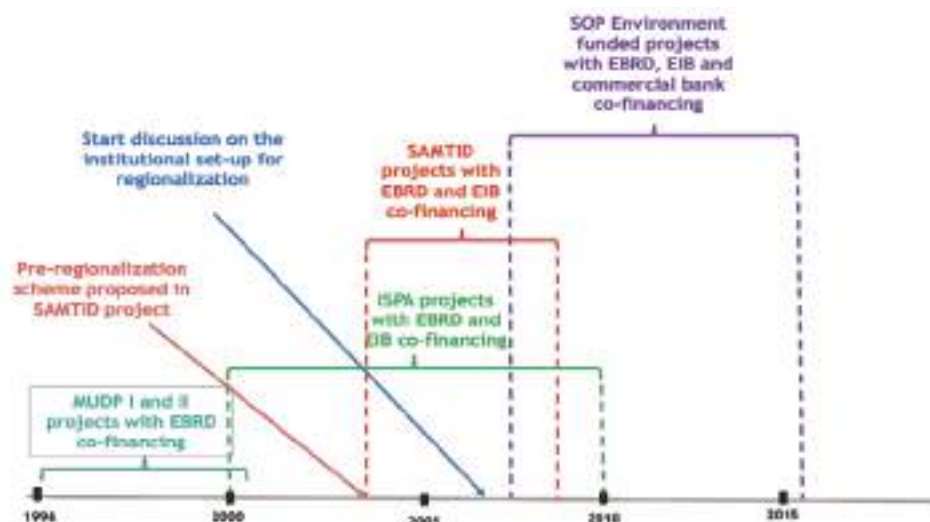 SOP Environment
funded projects
with EBRD, EIB and
commercial bank
co-financing
Start discussion on the
institutional set-up for
regionalization
SAMTID
projects with
EBRD and EIB
co-financing
Pre-regionalization
scheme proposed in
SAMTID project
ISPA projects
with EBRD and
EIB co-financing
MUDP I and II
projects with EBRD
co-financing
2000
2010
2015